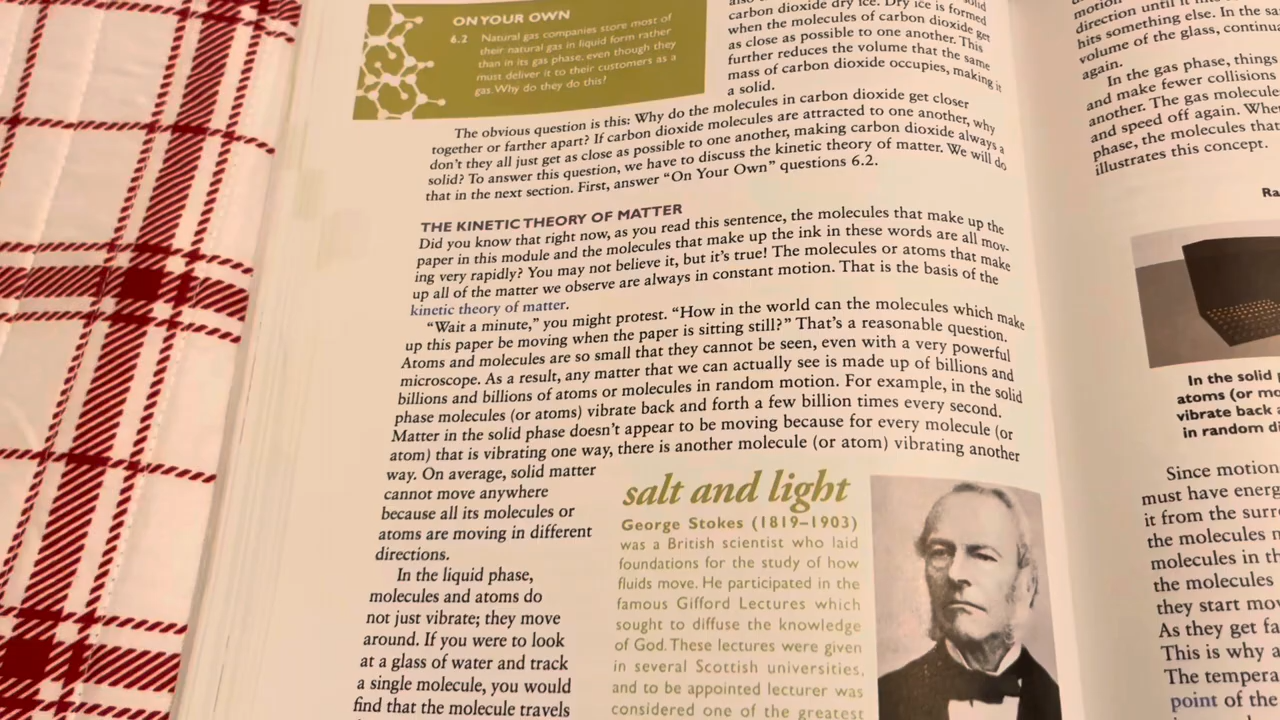 ON YOUR OWN
6.2 Natural gas companies store most of
their natural gas in liquid form rather
than in its gas phase, even though they
must deliver it to their customers as a
gas. Why do they do this?
carbon dioxide dry ice. Dry ice is formed
when the molecules of carbon dioxide get
as close as possible to one another. This
further reduces the volume that the same
mass of carbon dioxide occupies, making it
a solid.
The obvious question is this: Why do the molecules in carbon dioxide get closer
together or farther apart? If carbon dioxide molecules are attracted to one another, why
don't they all just get as close as possible to one another, making carbon dioxide always a
solid? To answer this question, we have to discuss the kinetic theory of matter. We will do
that in the next section. First, answer "On Your Own" questions 6.2.
THE KINETIC THEORY OF MATTER
Did you know that right now, as you read this sentence, the molecules that make up the
paper in this module and the molecules that make up the ink in these words are all mov-
ing very rapidly? You may not believe it, but it's true! The molecules or atoms that make
up all of the matter we observe are always in constant motion. That is the basis of the
kinetic theory of matter.
"Wait a minute," you might protest. "How in the world can the molecules which make
up this paper be moving when the paper is sitting still?" That's a reasonable question.
Atoms and molecules are so small that they cannot be seen, even with a very powerful
microscope. As a result, any matter that we can actually see is made up of billions and
billions and billions of atoms or molecules in random motion. For example, in the solid
phase molecules (or atoms) vibrate back and forth a few billion times every second.
Matter in the solid phase doesn't appear to be moving because for every molecule (or
atom) that is vibrating one way, there is another molecule (or atom) vibrating another
way. On average, solid matter
cannot move anywhere
because all its molecules or
atoms are moving in different
directions.
In the liquid phase,
molecules and atoms do
not just vibrate; they move
around. If you were to look
at a glass of water and track
a single molecule, you would
find that the molecule travels
salt and light
George Stokes (1819–1903)
was a British scientist who laid
foundations for the study of how
fluids move. He participated in the
famous Gifford Lectures which
sought to diffuse the knowledge
of God. These lectures were given
in several Scottish universities,
and to be appointed lecturer was
considered one of the greatest
motion
direction until it
hits something else. In the sa
volume of the glass, continu
again.
In the gas phase, things
and make fewer collisions
another. The gas molecule
and speed off again. Whe
phase, the molecules that
illustrates this concept.
Ra
In the solid
atoms (or mo
vibrate back
in random di
Since motion
must have energ
it from the surr
the molecules
molecules in th
the molecules
they start mov
As they get fa
This is why a
The tempera
point of the